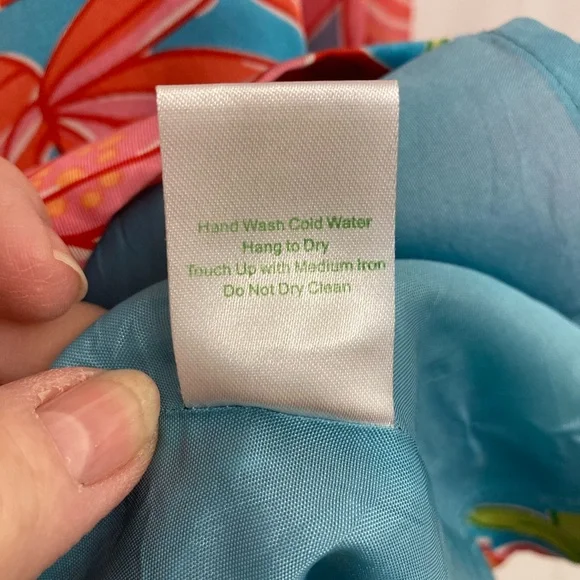 Hand Wash Cold Water
Hang to Dry
Touch Up with Medium Iron
Do Not Dry Clean